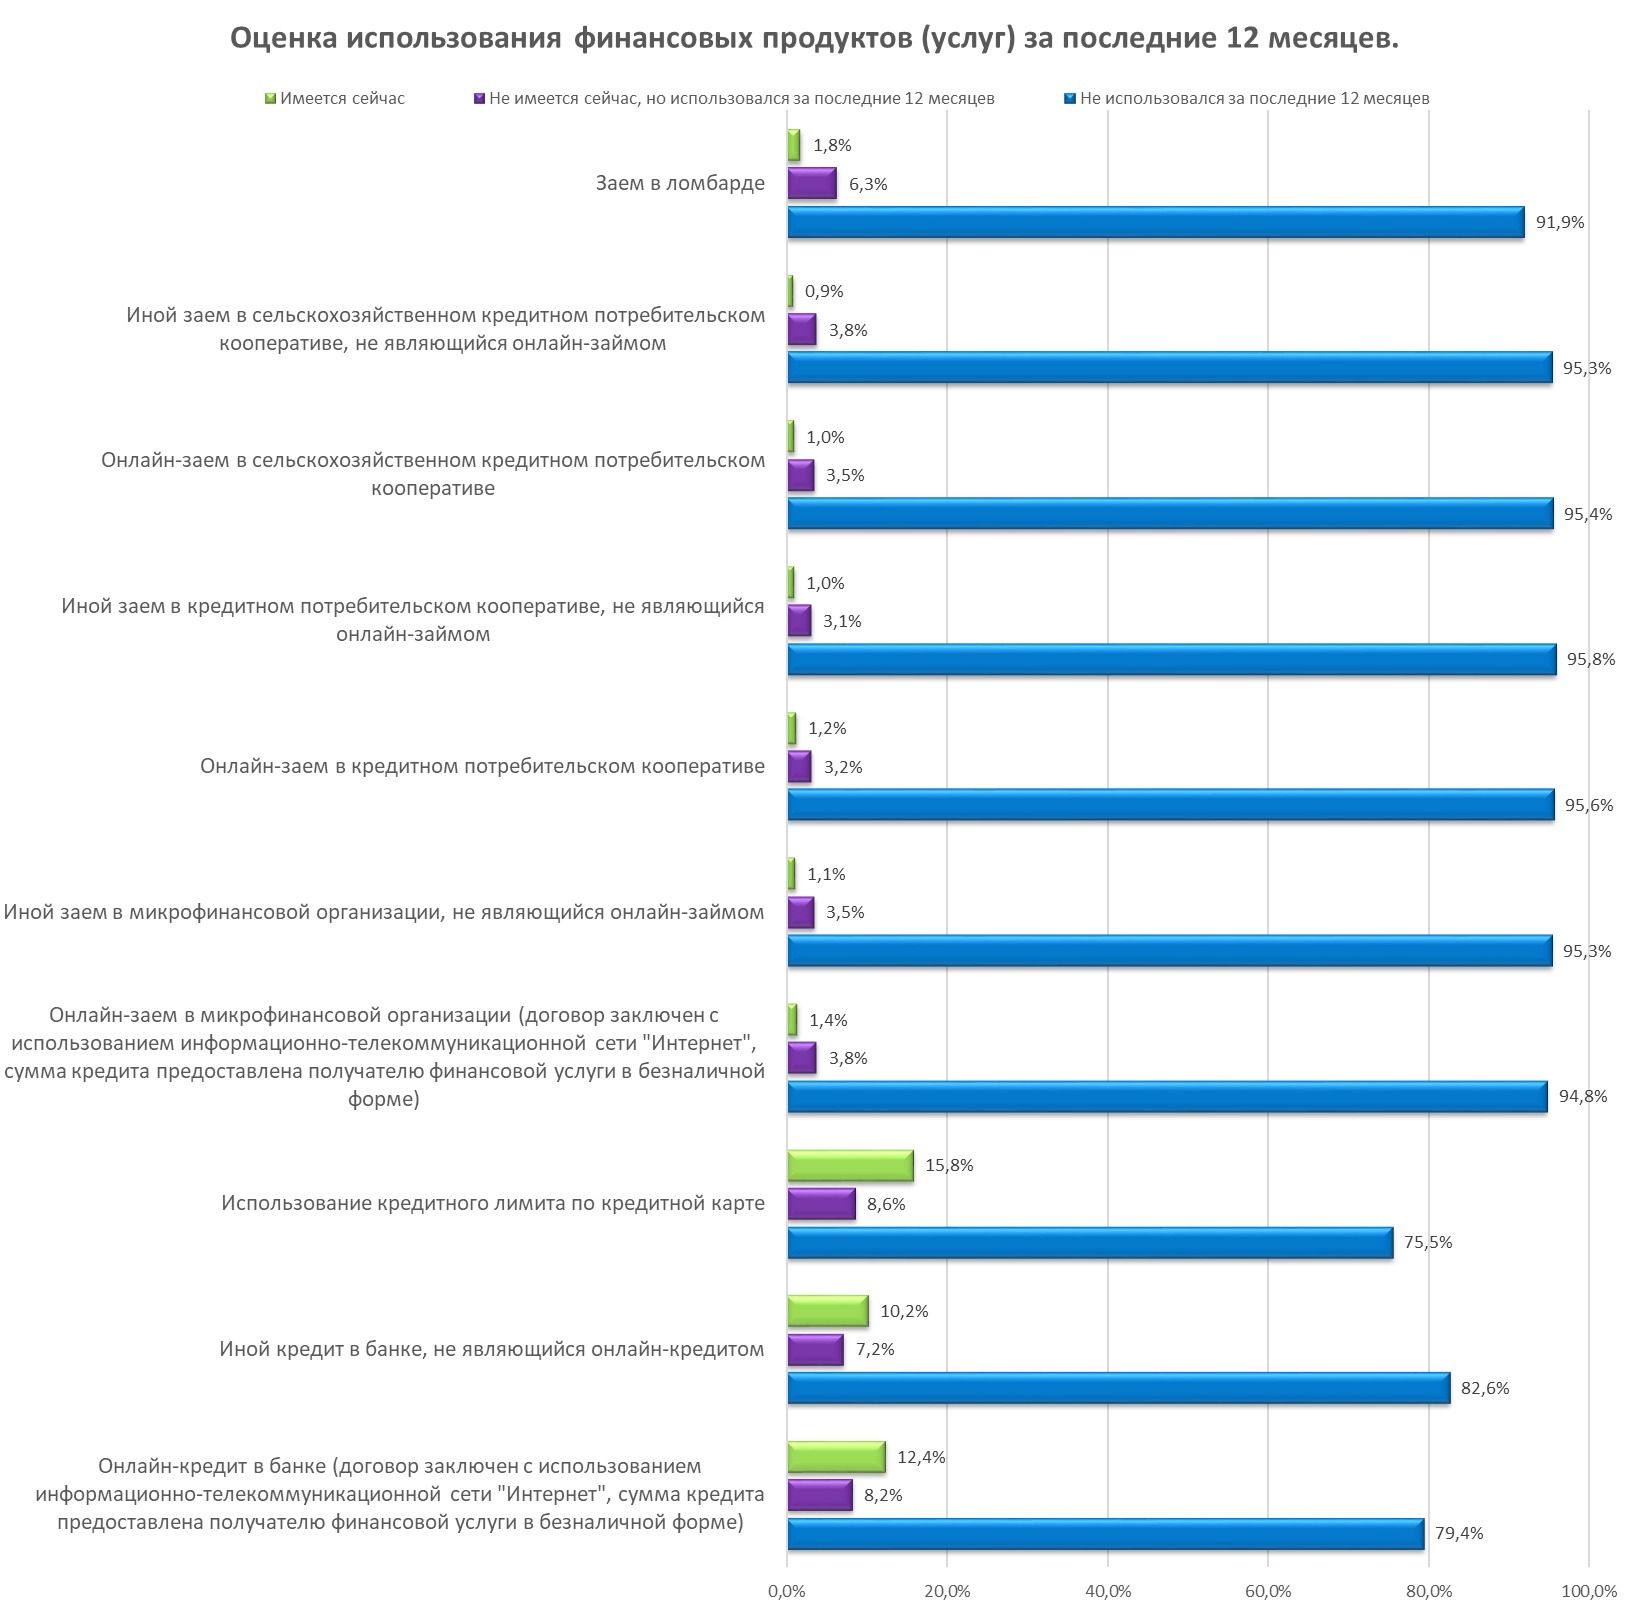 Оценка использования финансовых продуктов (услуг) за последние 12 месяцев.
Имеется сейчас
Не имеется сейчас, но использовался за последние 12 месяцев
Не использовался за последние 12 месяцев
Заем в ломбарде
1,8%
6,3%
91,9%
Иной заем в сельскохозяйственном кредитном потребительском
кооперативе, не являющийся онлайн-займом
0,9%
3,8%
95,3%
Онлайн-заем в сельскохозяйственном кредитном потребительском
кооперативе
1,0%
3,5%
95,4%
Иной заем в кредитном потребительском кооперативе, не являющийся
онлайн-займом
1,0%
3,1%
95,8%
Онлайн-заем в кредитном потребительском кооперативе
1,2%
3,2%
95,6%
Иной заем в микрофинансовой организации, не являющийся онлайн-займом
1,1%
3,5%
95,3%
Онлайн-заем в микрофинансовой организации (договор заключен с
использованием информационно-телекоммуникационной сети "Интернет",
сумма кредита предоставлена получателю финансовой услуги в безналичной
форме)
1,4%
3,8%
94,8%
Использование кредитного лимита по кредитной карте
15,8%
8,6%
75,5%
Иной кредит в банке, не являющийся онлайн-кредитом
10,2%
7,2%
82,6%
Онлайн-кредит в банке (договор заключен с использованием
информационно-телекоммуникационной сети "Интернет", сумма кредита
предоставлена получателю финансовой услуги в безналичной форме)
12,4%
8,2%
79,4%
0,0% 20,0% 40,0% 60,0% 80,0% 100,0%